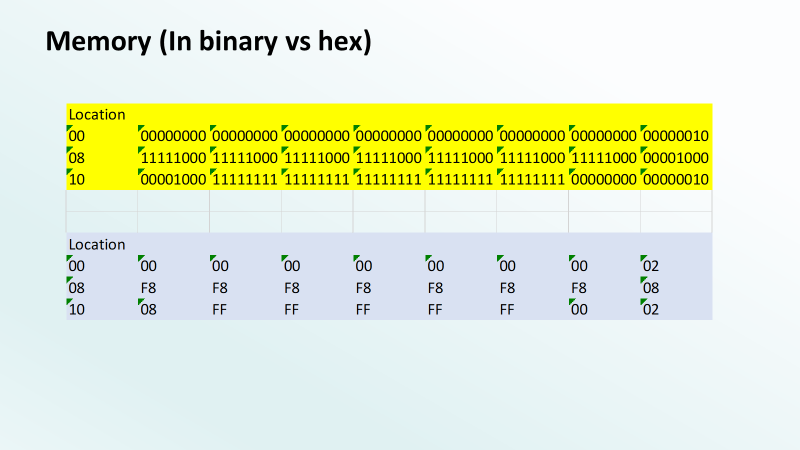 Memory (In binary vs hex)
Location
00 00000000 00000000 00000000 00000000 00000000 00000000 00000000 00000010
08 11111000 11111000 11111000 11111000 11111000 11111000 11111000 00001000
10 00001000 11111111 11111111 11111111 11111111 11111111 00000000 00000010
Location
00 00 00 00 00 00 00 00 02
08 F8 F8 F8 F8 F8 F8 F8 08
10 08 FF FF FF FF FF 00 02